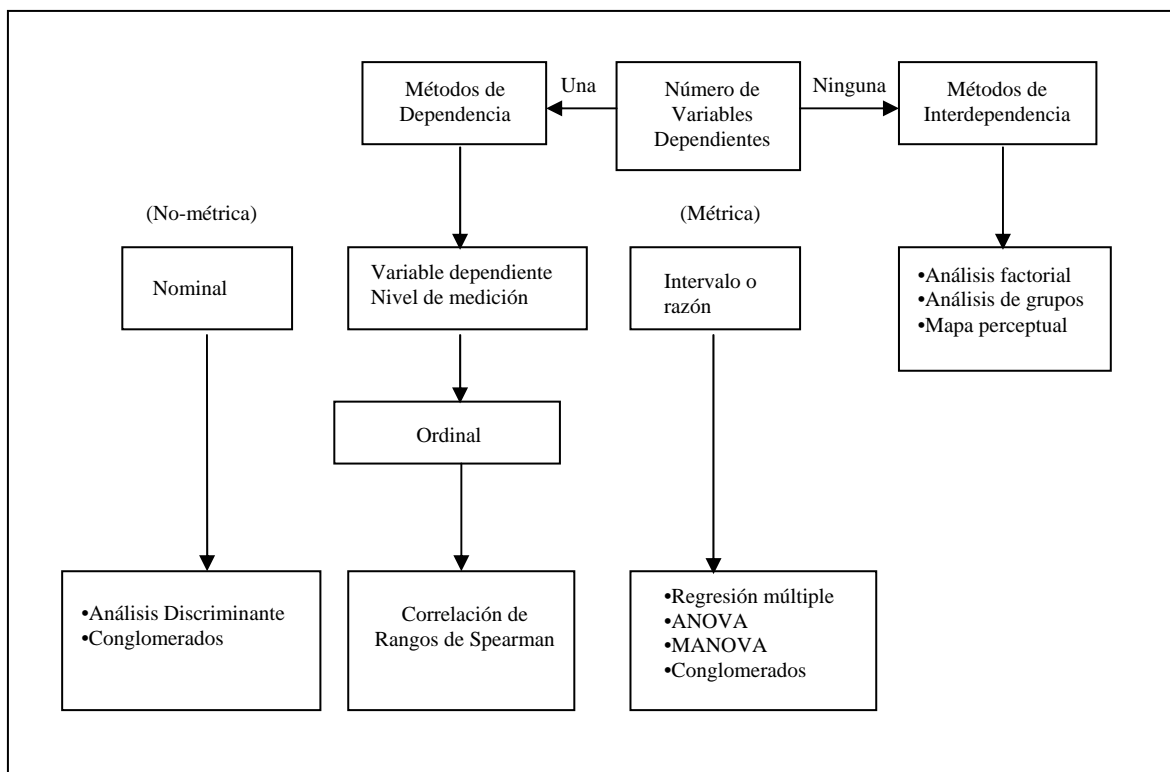 Métodos de
Dependencia
Una
Número de
Variables
Dependientes
Ninguna
Métodos de
Interdependencia
(No-métrica)
(Métrica)
Nominal
Variable dependiente
Nivel de medición
Intervalo o
razón
•Análisis factorial
•Análisis de grupos
•Mapa perceptual
Ordinal
•Análisis Discriminante
•Conglomerados
Correlación de
Rangos de Spearman
•Regresión múltiple
•ANOVA
•MANOVA
•Conglomerados